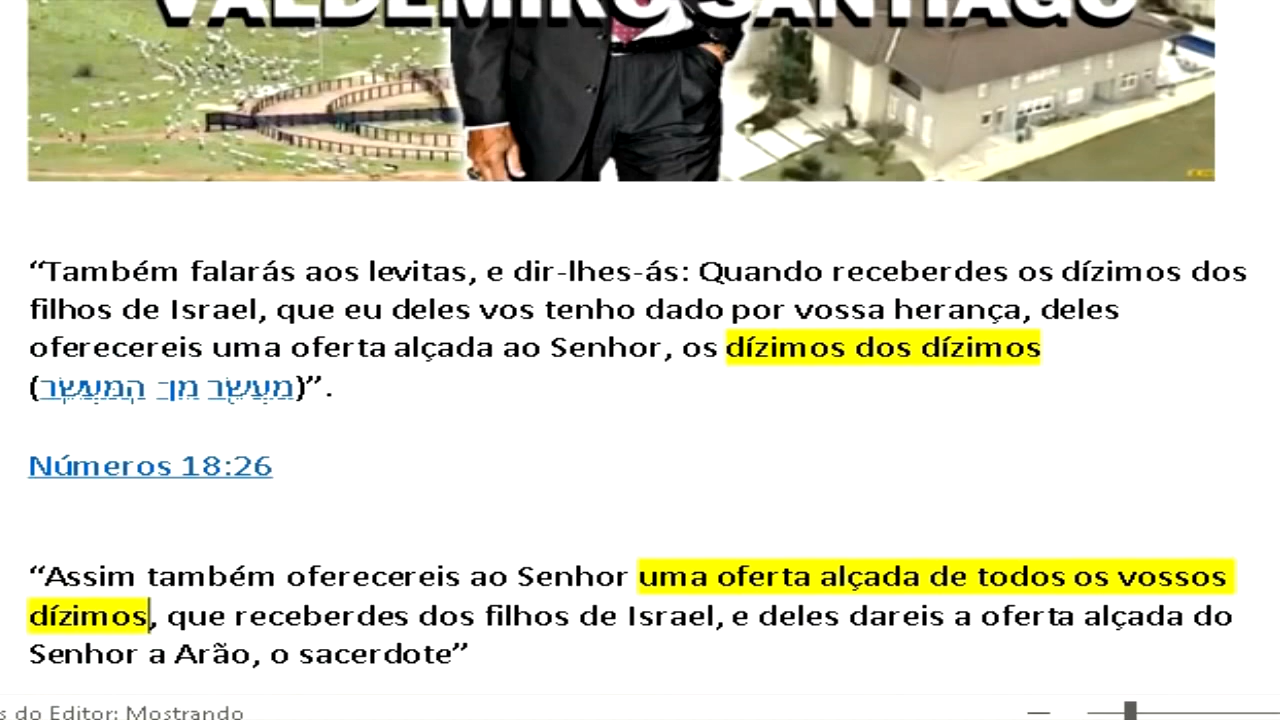 VALDEMIRO SANTIAGO
“Também falarás aos levitas, e dir-lhes-ás: Quando receberdes os dízimos dos
filhos de Israel, que eu deles vos tenho dado por vossa herança, deles
oferecereis uma oferta alçada ao Senhor, os dízimos dos dízimos
(מַעֲשֵׂ֖ר מִן־ הַֽמַּעֲשֵֽׂר)”.
Números 18:26
“Assim também oferecereis ao Senhor uma oferta alçada de todos os vossos
dízimos, que receberdes dos filhos de Israel, e deles dareis a oferta alçada do
Senhor a Arão, o sacerdote”
s do Editor: Mostrando